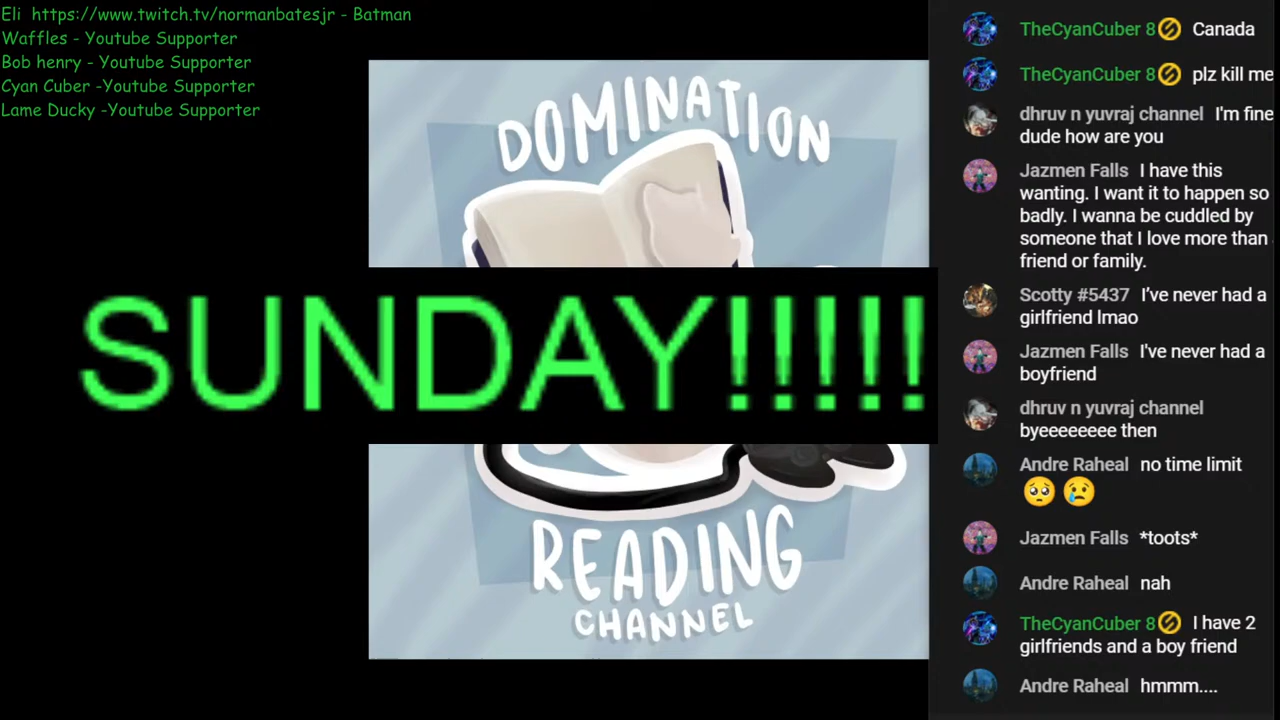 Eli https://www.twitch.tv/normanbatesjr - Batman
Waffles - Youtube Supporter
Bob henry - Youtube Supporter
Cyan Cuber -Youtube Supporter
Lame Ducky -Youtube Supporter
DOMINATION
SUNDAY!!!!!
READING
CHANNEL
TheCyanCuber 8 Canada
TheCyanCuber 8 plz kill me
dhruv n yuvraj channel I'm fine
dude how are you
Jazmen Falls I have this
wanting. I want it to happen so
badly. I wanna be cuddled by
someone that I love more than
friend or family.
Scotty #5437 I've never had a
girlfriend lmao
Jazmen Falls I've never had a
boyfriend
dhruv n yuvraj channel
byeeeeeeee then
Andre Raheal no time limit
🥺 😢
Jazmen Falls *toots*
Andre Raheal nah
TheCyanCuber 8 I have 2
girlfriends and a boy friend
Andre Raheal hmmm....